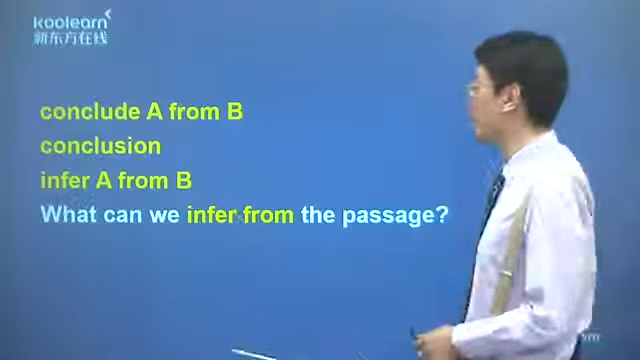 koolearn
新东方在线
conclude A from B
conclusion
infer A from B
What can we infer from the passage?